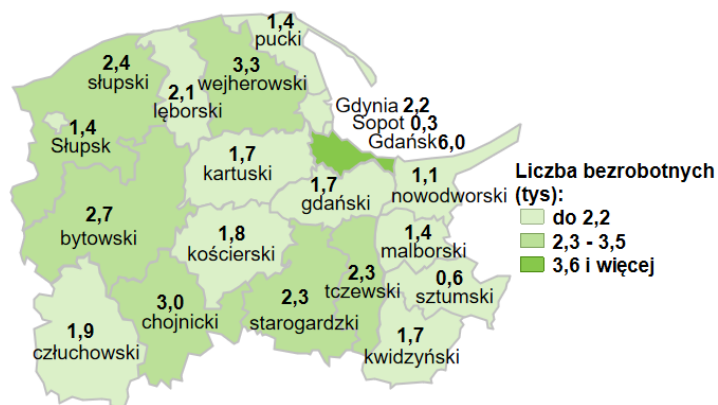 1,4
pucki
2,4
słupski
3,3
wejherowski
2,1
lęborski
Gdynia 2,2
Sopot 0,3
Gdańsk6,0
1,4
Słupsk
1,7
kartuski
1,7
gdański
1,1
nowodworski
2,7
bytowski
1,8
kościerski
1,4
malborski
2,3
tczewski
0,6
sztumski
3,0
chojnicki
2,3
starogardzki
1,9
człuchowski
1,7
kwidzyński
Liczba bezrobotnych
(tys):
do 2,2
2,3 - 3,5
3,6 i więcej